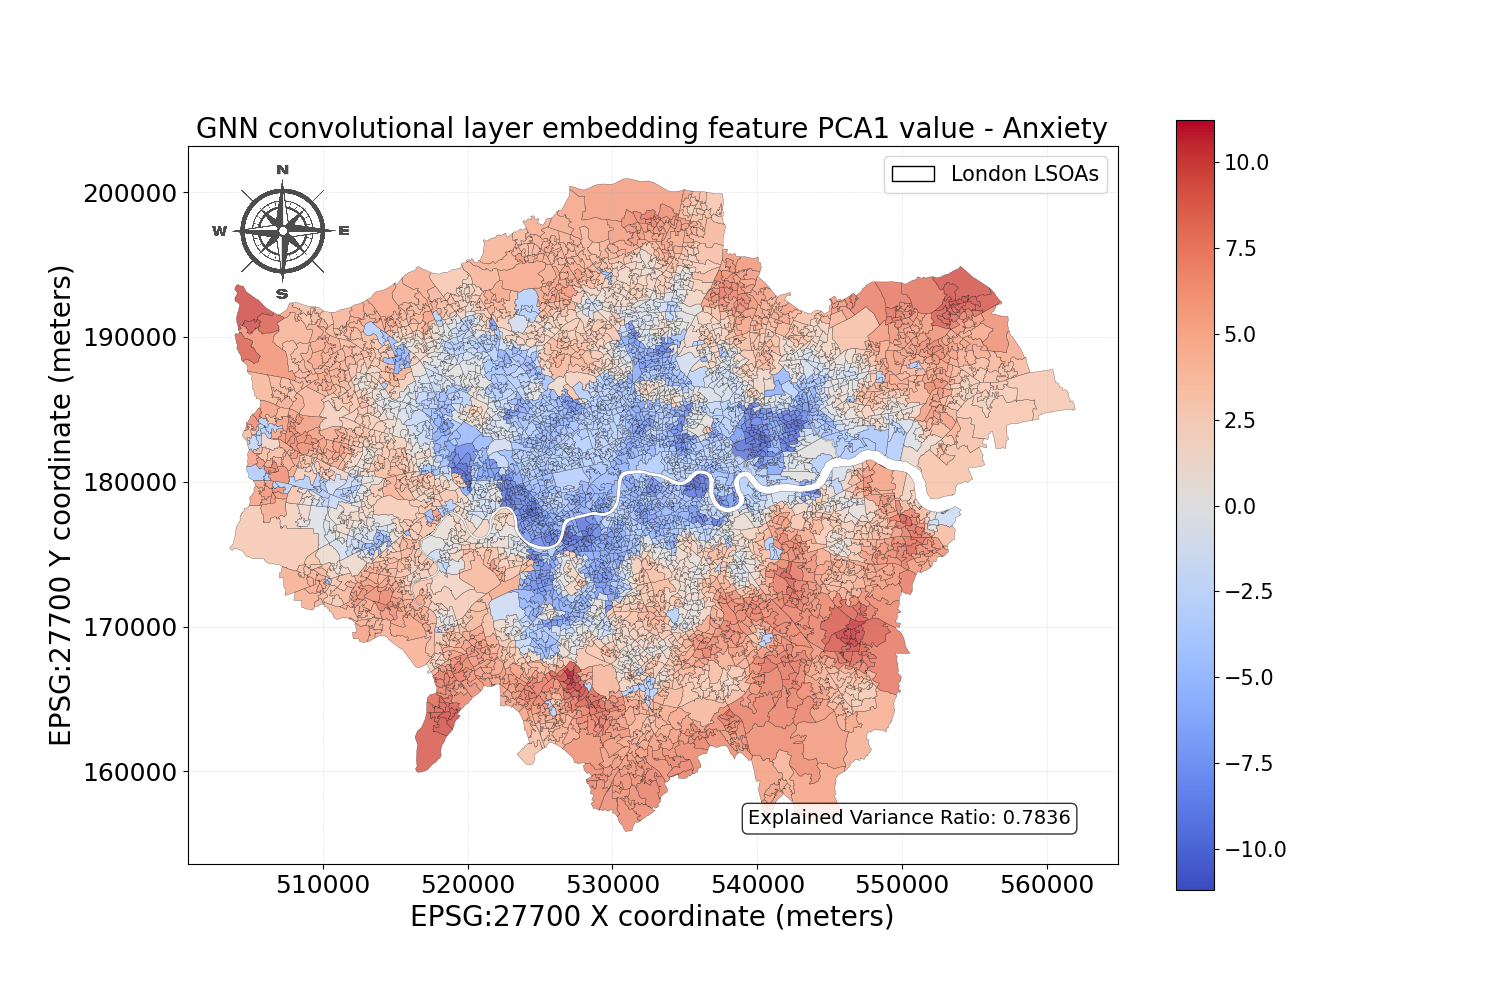 GNN convolutional layer embedding feature PCA1 value - Anxiety
N
W
E
S
London LSOAs
EPSG:27700 Y coordinate (meters)
200000
190000
180000
170000
160000
Explained Variance Ratio: 0.7836
510000 520000 530000 540000 550000 560000
EPSG:27700 X coordinate (meters)
10.0
7.5
5.0
2.5
0.0
−2.5
−5.0
−7.5
−10.0